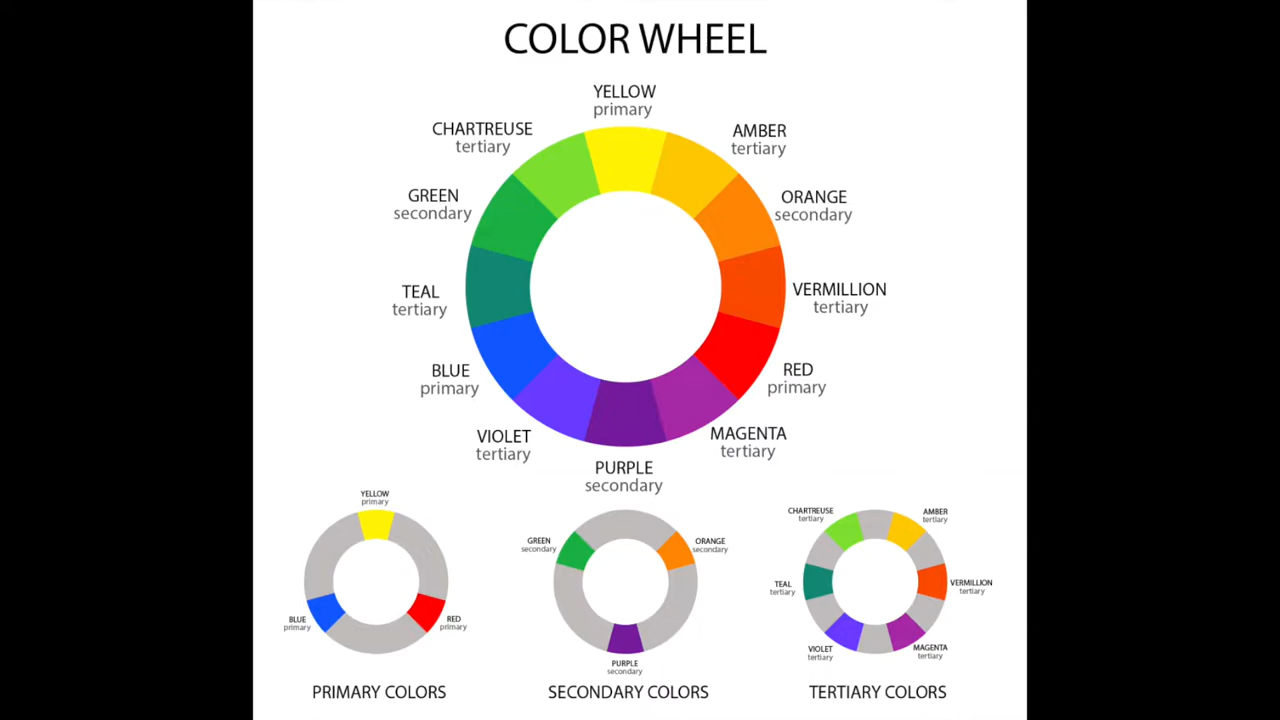 COLOR WHEEL
YELLOW
primary
CHARTREUSE
tertiary
AMBER
tertiary
GREEN
secondary
ORANGE
secondary
TEAL
tertiary
VERMILLION
tertiary
BLUE
primary
RED
primary
VIOLET
tertiary
MAGENTA
tertiary
PURPLE
secondary
YELLOW
primary
BLUE
primary
RED
primary
PRIMARY COLORS
GREEN
secondary
ORANGE
secondary
PURPLE
secondary
SECONDARY COLORS
CHARTREUSE
tertiary
AMBER
tertiary
TEAL
tertiary
VERMILLION
tertiary
VIOLET
tertiary
MAGENTA
tertiary
TERTIARY COLORS